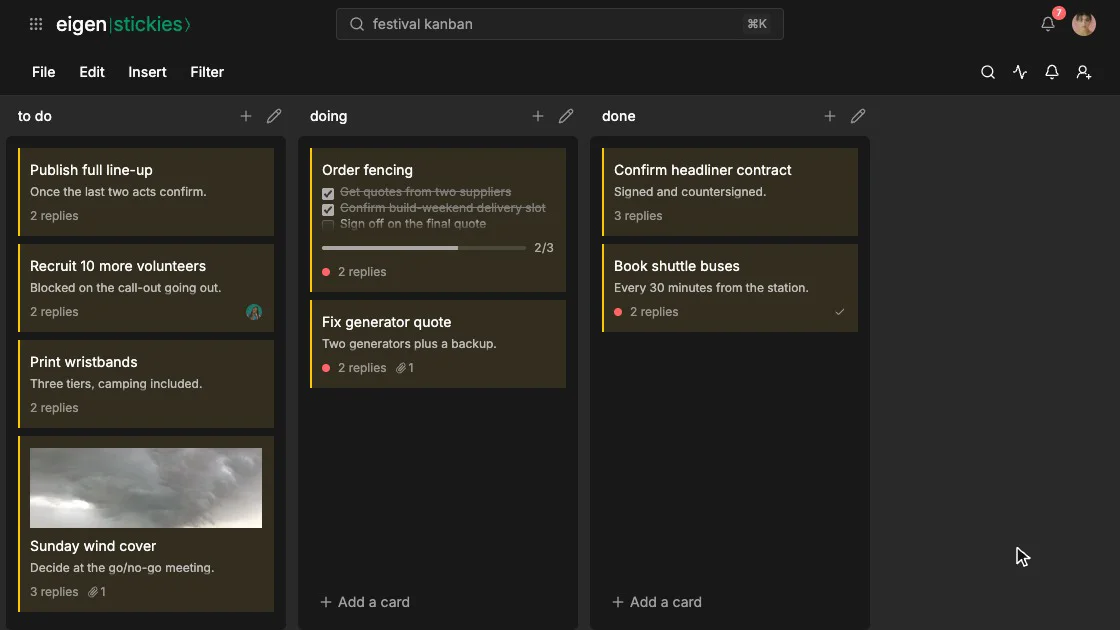 eigen|stickies⟩
festival kanban
⌘K
7
File
Edit
Insert
Filter
to do
Publish full line-up
Once the last two acts confirm.
2 replies
Recruit 10 more volunteers
Blocked on the call-out going out.
2 replies
Print wristbands
Three tiers, camping included.
2 replies
Sunday wind cover
Decide at the go/no-go meeting.
3 replies
1
doing
Order fencing
Get quotes from two suppliers
Confirm build-weekend delivery slot
Sign off on the final quote
2/3
2 replies
Fix generator quote
Two generators plus a backup.
2 replies
1
Add a card
done
Confirm headliner contract
Signed and countersigned.
3 replies
Book shuttle buses
Every 30 minutes from the station.
2 replies
Add a card